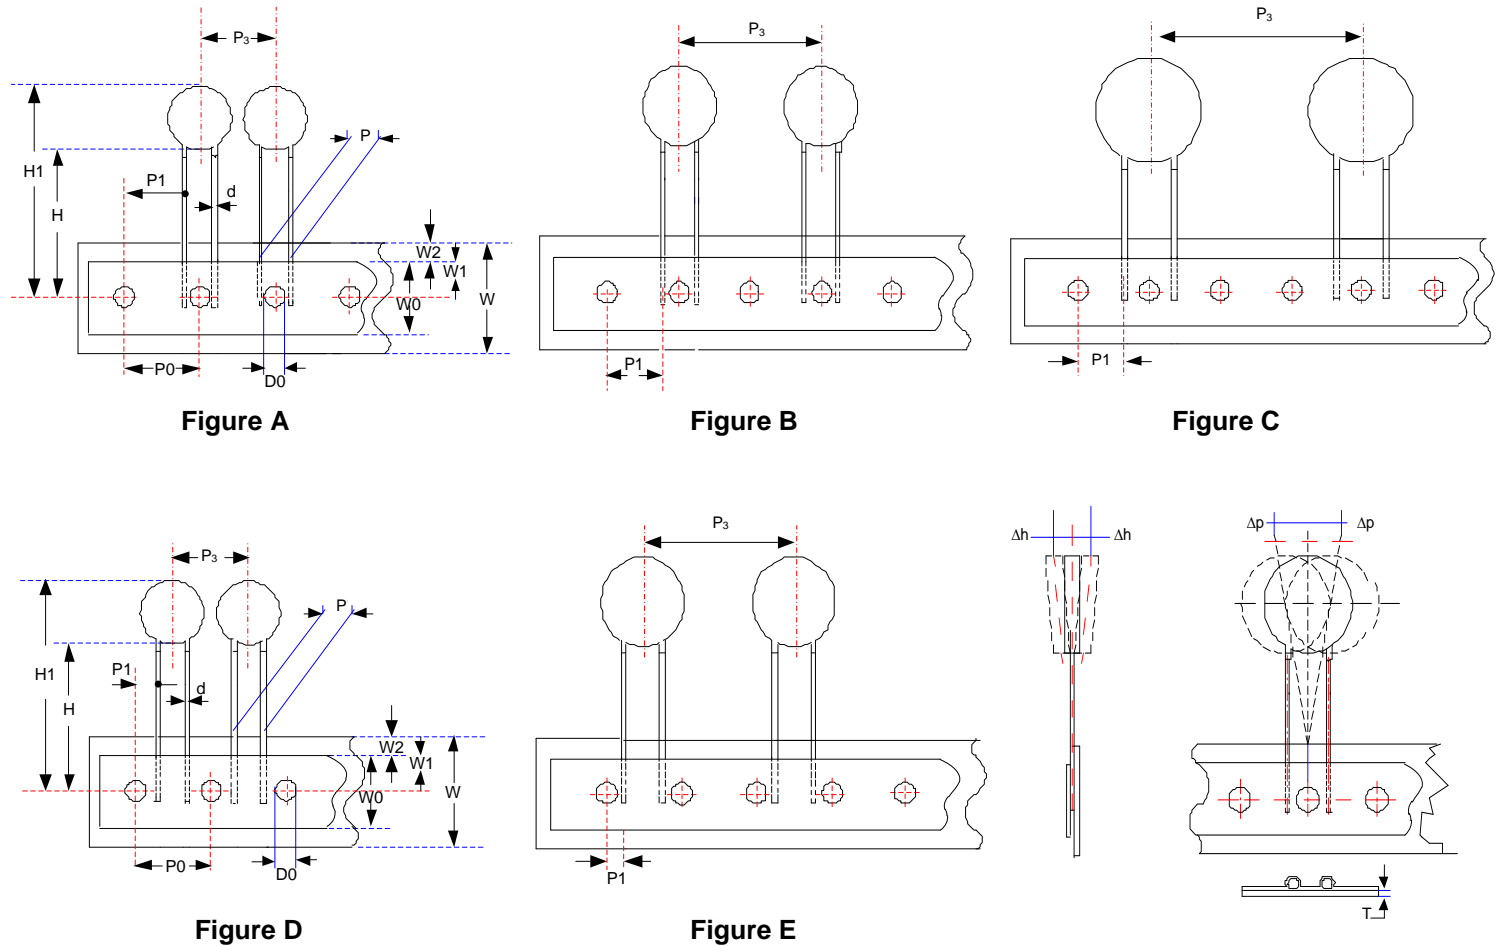 P3
H1
H
P1
d
P
W2
W1
W0
W
P0
D0
Figure A
P3
P1
Figure B
P3
P1
Figure C
P3
H1
H
P1
d
P
W2
W1
W0
W
P0
D0
Figure D
P3
P1
Figure E
Δh Δh
Δp Δp
T